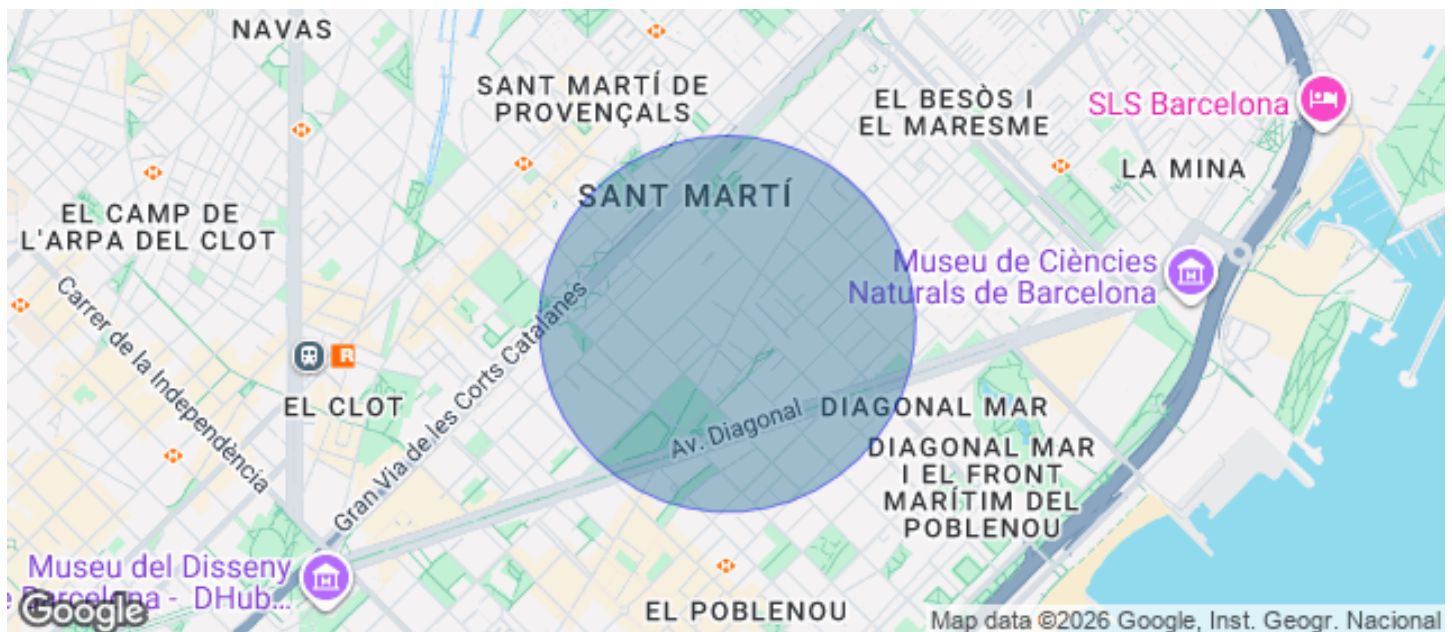 NAVAS
SANT MARTÍ DE
PROVENÇALS
EL BESÒS I
EL MARESME
SLS Barcelona
LA MINA
SANT MARTÍ
EL CAMP DE
L'ARPA DEL CLOT
Museu de Ciències
Naturals de Barcelona
Carrer de la Independència
Gran Via de les Corts Catalanes
R
EL CLOT
Av. Diagonal
DIAGONAL MAR
DIAGONAL MAR
I EL FRONT
MARÍTIM DEL
POBLENOU
Museu del Disseny
Barcelona - DHub...
EL POBLENOU
Google
Map data ©2026 Google, Inst. Geogr. Nacional